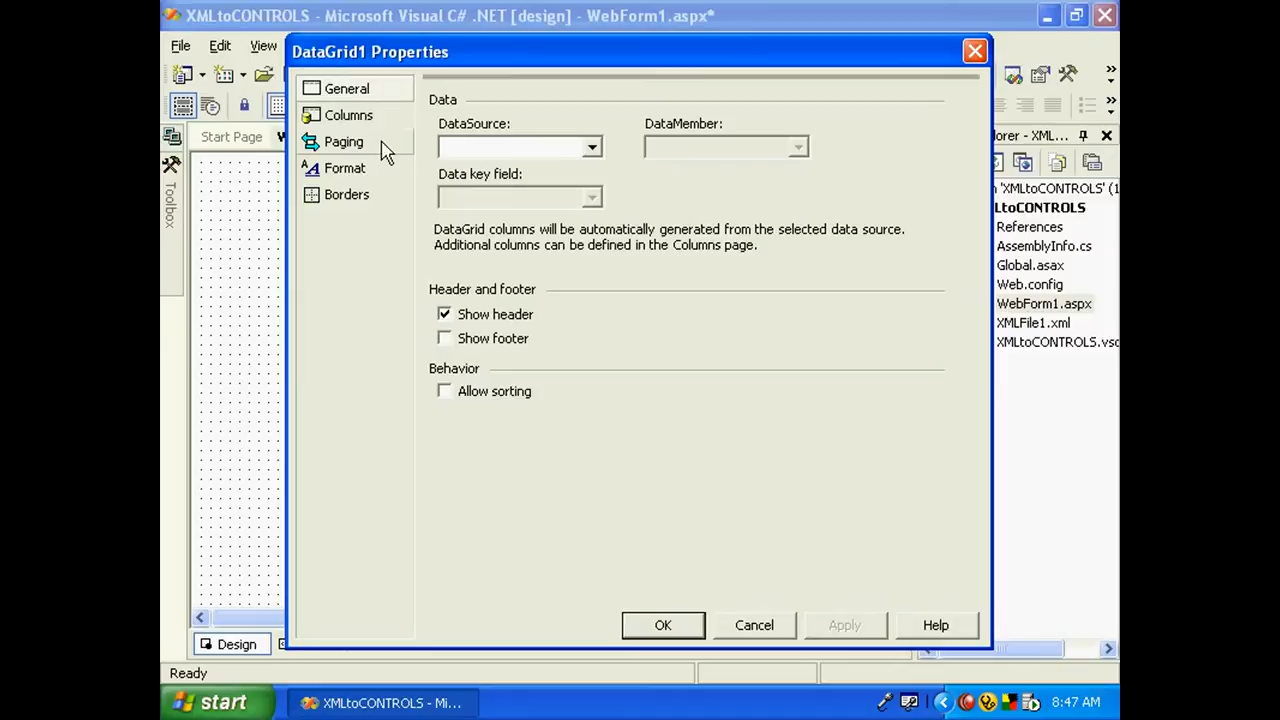 XMLtoCONTROLS - Microsoft Visual C# .NET [design] - WebForm1.aspx*
File Edit View
DataGrid1 Properties
General
Columns
Paging
Format
Borders
Data
DataSource: DataMember:
Data key field:
DataGrid columns will be automatically generated from the selected data source.
Additional columns can be defined in the Columns page.
Header and footer
Show header
Show footer
Behavior
Allow sorting
OK Cancel Apply Help
Start Page
Toolbox
Design
lorer - XML...
'XMLtoCONTROLS' (1
LtoCONTROLS
References
AssemblyInfo.cs
Global.asax
Web.config
WebForm1.aspx
XMLFile1.xml
XMLtoCONTROLS.vsd
Ready
start XMLtoCONTROLS - Mi... 8:47 AM